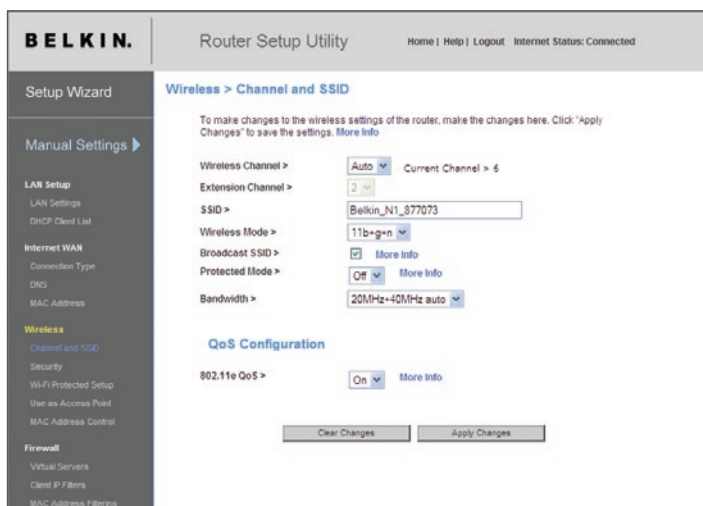 BELKIN.
Router Setup Utility
Home | Help | Logout Internet Status: Connected
Setup Wizard
Manual Settings
LAN Setup
LAN Settings
DHCP Client List
Internet WAN
Connection Type
DNS
MAC Address
Wireless
Channel and SSID
Security
Wi-Fi Protected Setup
Use as Access Point
MAC Address Control
Firewall
Virtual Servers
Client IP Filters
MAC Address Filtering
Wireless > Channel and SSID
To make changes to the wireless settings of the router, make the changes here. Click "Apply
Changes" to save the settings. More Info
Wireless Channel > Auto Current Channel > 6
Extension Channel > 2
SSID > Belkin_N1_877073
Wireless Mode > 11b+g+n
Broadcast SSID > More Info
Protected Mode > Off More Info
Bandwidth > 20MHz+40MHz auto
QoS Configuration
802.11e QoS > On More Info
Clear Changes Apply Changes